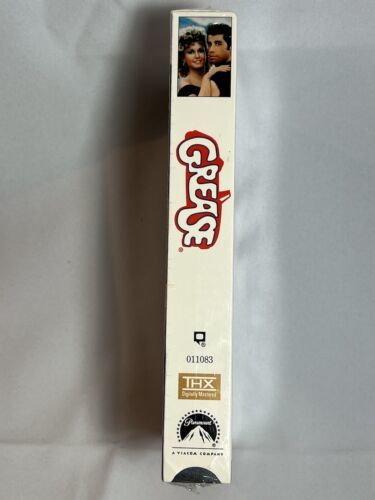 GREASE
®
®
011083
THX
Digitally Mastered
Paramount
®
A VIACOM COMPANY